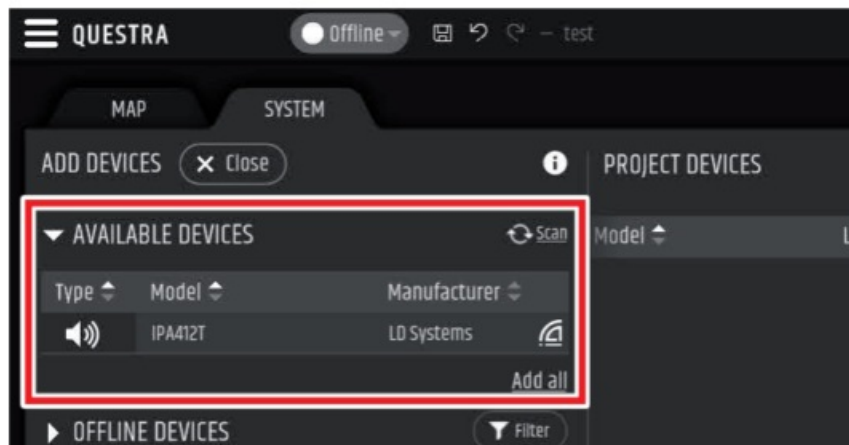 QUESTRA Offline – test
MAP SYSTEM
ADD DEVICES Close PROJECT DEVICES
AVAILABLE DEVICES Scan
Model L
Type Model Manufacturer
IPA412T LD Systems
Add all
OFFLINE DEVICES Filter